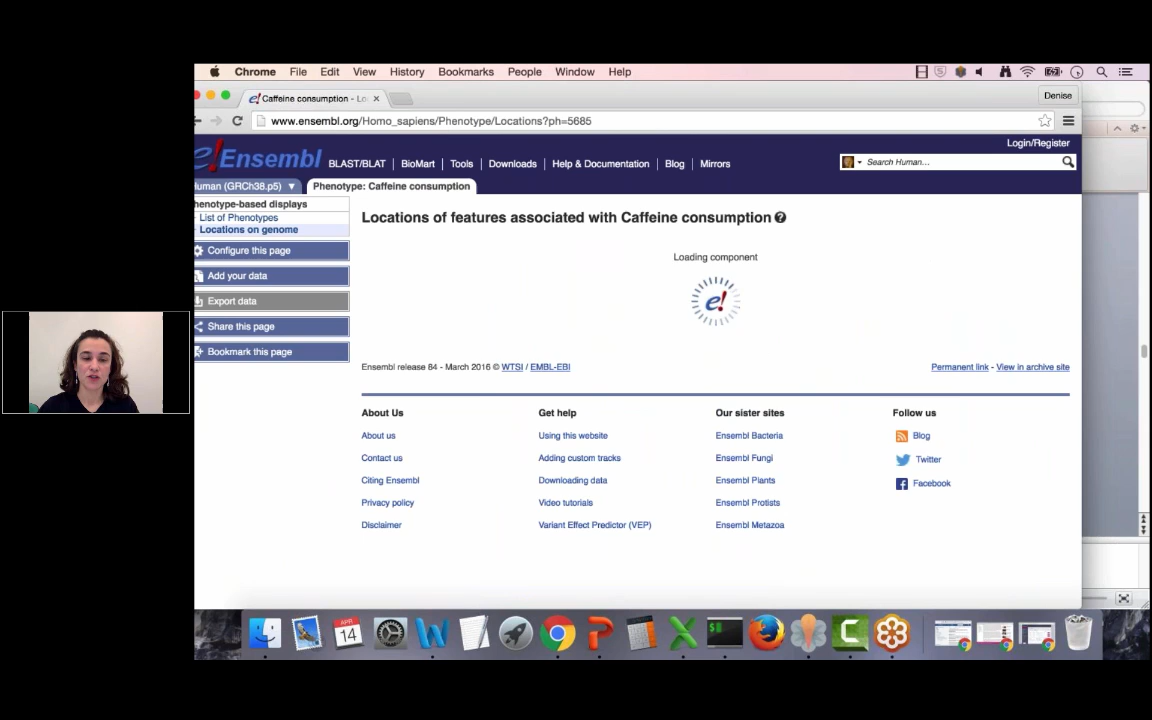 Chrome File Edit View History Bookmarks People Window Help
Caffeine consumption - Lo
Denise
www.ensembl.org/Homo_sapiens/Phenotype/Locations?ph=5685
Login/Register
e!Ensembl BLAST/BLAT BioMart Tools Downloads Help & Documentation Blog Mirrors
Search Human...
uman (GRCh38.p5) ▼ Phenotype: Caffeine consumption
henotype-based displays
List of Phenotypes
Locations on genome
Configure this page
Add your data
Export data
Share this page
Bookmark this page
Locations of features associated with Caffeine consumption
Loading component
e!
Ensembl release 84 - March 2016 © WTSI / EMBL-EBI
Permanent link - View in archive site
About Us
About us
Contact us
Citing Ensembl
Privacy policy
Disclaimer
Get help
Using this website
Adding custom tracks
Downloading data
Video tutorials
Variant Effect Predictor (VEP)
Our sister sites
Ensembl Bacteria
Ensembl Fungi
Ensembl Plants
Ensembl Protists
Ensembl Metazoa
Follow us
Blog
Twitter
Facebook
APR
14